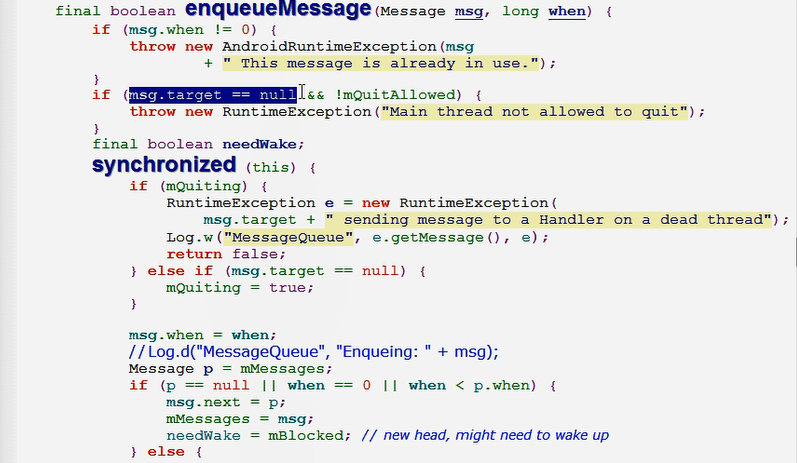 final boolean enqueueMessage(Message msg, long when) {
if (msg.when != 0) {
throw new AndroidRuntimeException(msg
+ " This message is already in use.");
}
if (msg.target == null && !mQuitAllowed) {
throw new RuntimeException("Main thread not allowed to quit");
}
final boolean needWake;
synchronized (this) {
if (mQuiting) {
RuntimeException e = new RuntimeException(
msg.target + " sending message to a Handler on a dead thread");
Log.w("MessageQueue", e.getMessage(), e);
return false;
} else if (msg.target == null) {
mQuiting = true;
}
msg.when = when;
//Log.d("MessageQueue", "Enqueing: " + msg);
Message p = mMessages;
if (p == null || when == 0 || when < p.when) {
msg.next = p;
mMessages = msg;
needWake = mBlocked; // new head, might need to wake up
} else {